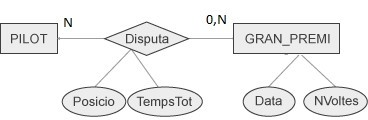 N
0,N
PILOT
Disputa
GRAN_PREMI
Posicio
TempsTot
Data
NVoltes